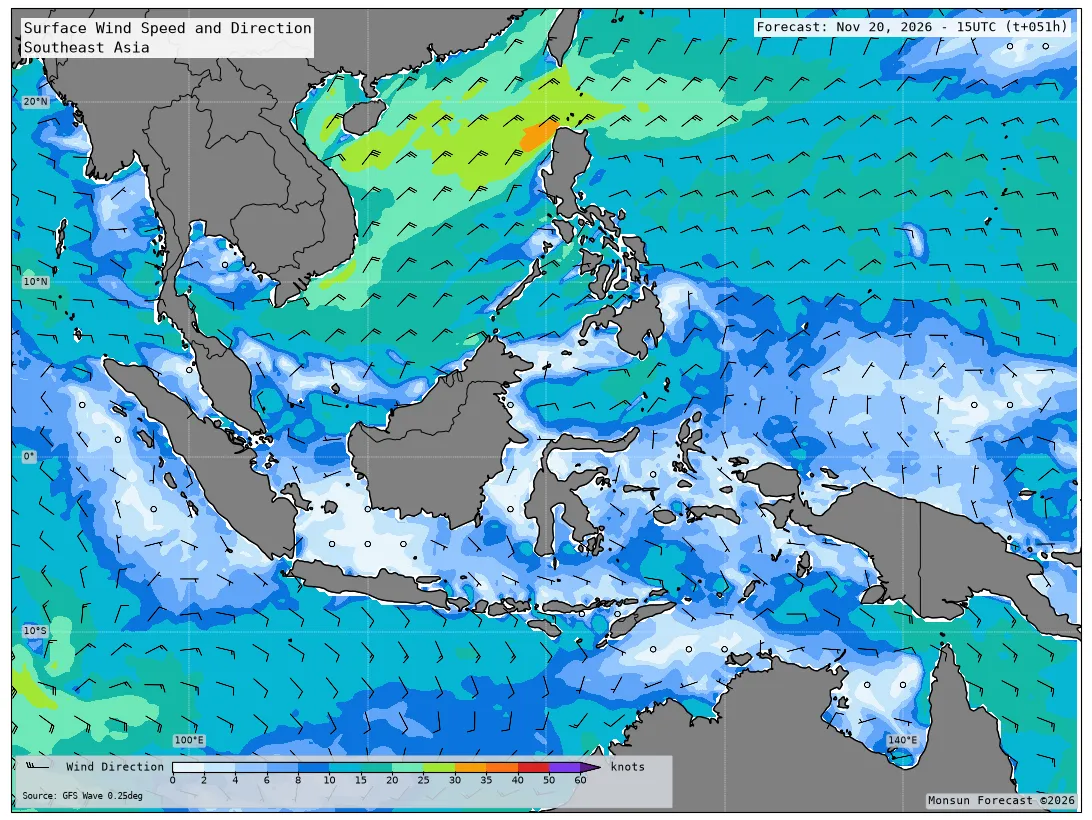 Surface Wind Speed and Direction
Southeast Asia
Forecast: Nov 20, 2026 - 15UTC (t+051h)
20°N
10°N
0°
10°S
100°E
140°E
Wind Direction
knots
0 2 4 6 8 10 15 20 25 30 35 40 50 60
Source: GFS Wave 0.25deg
Monsun Forecast ©2026